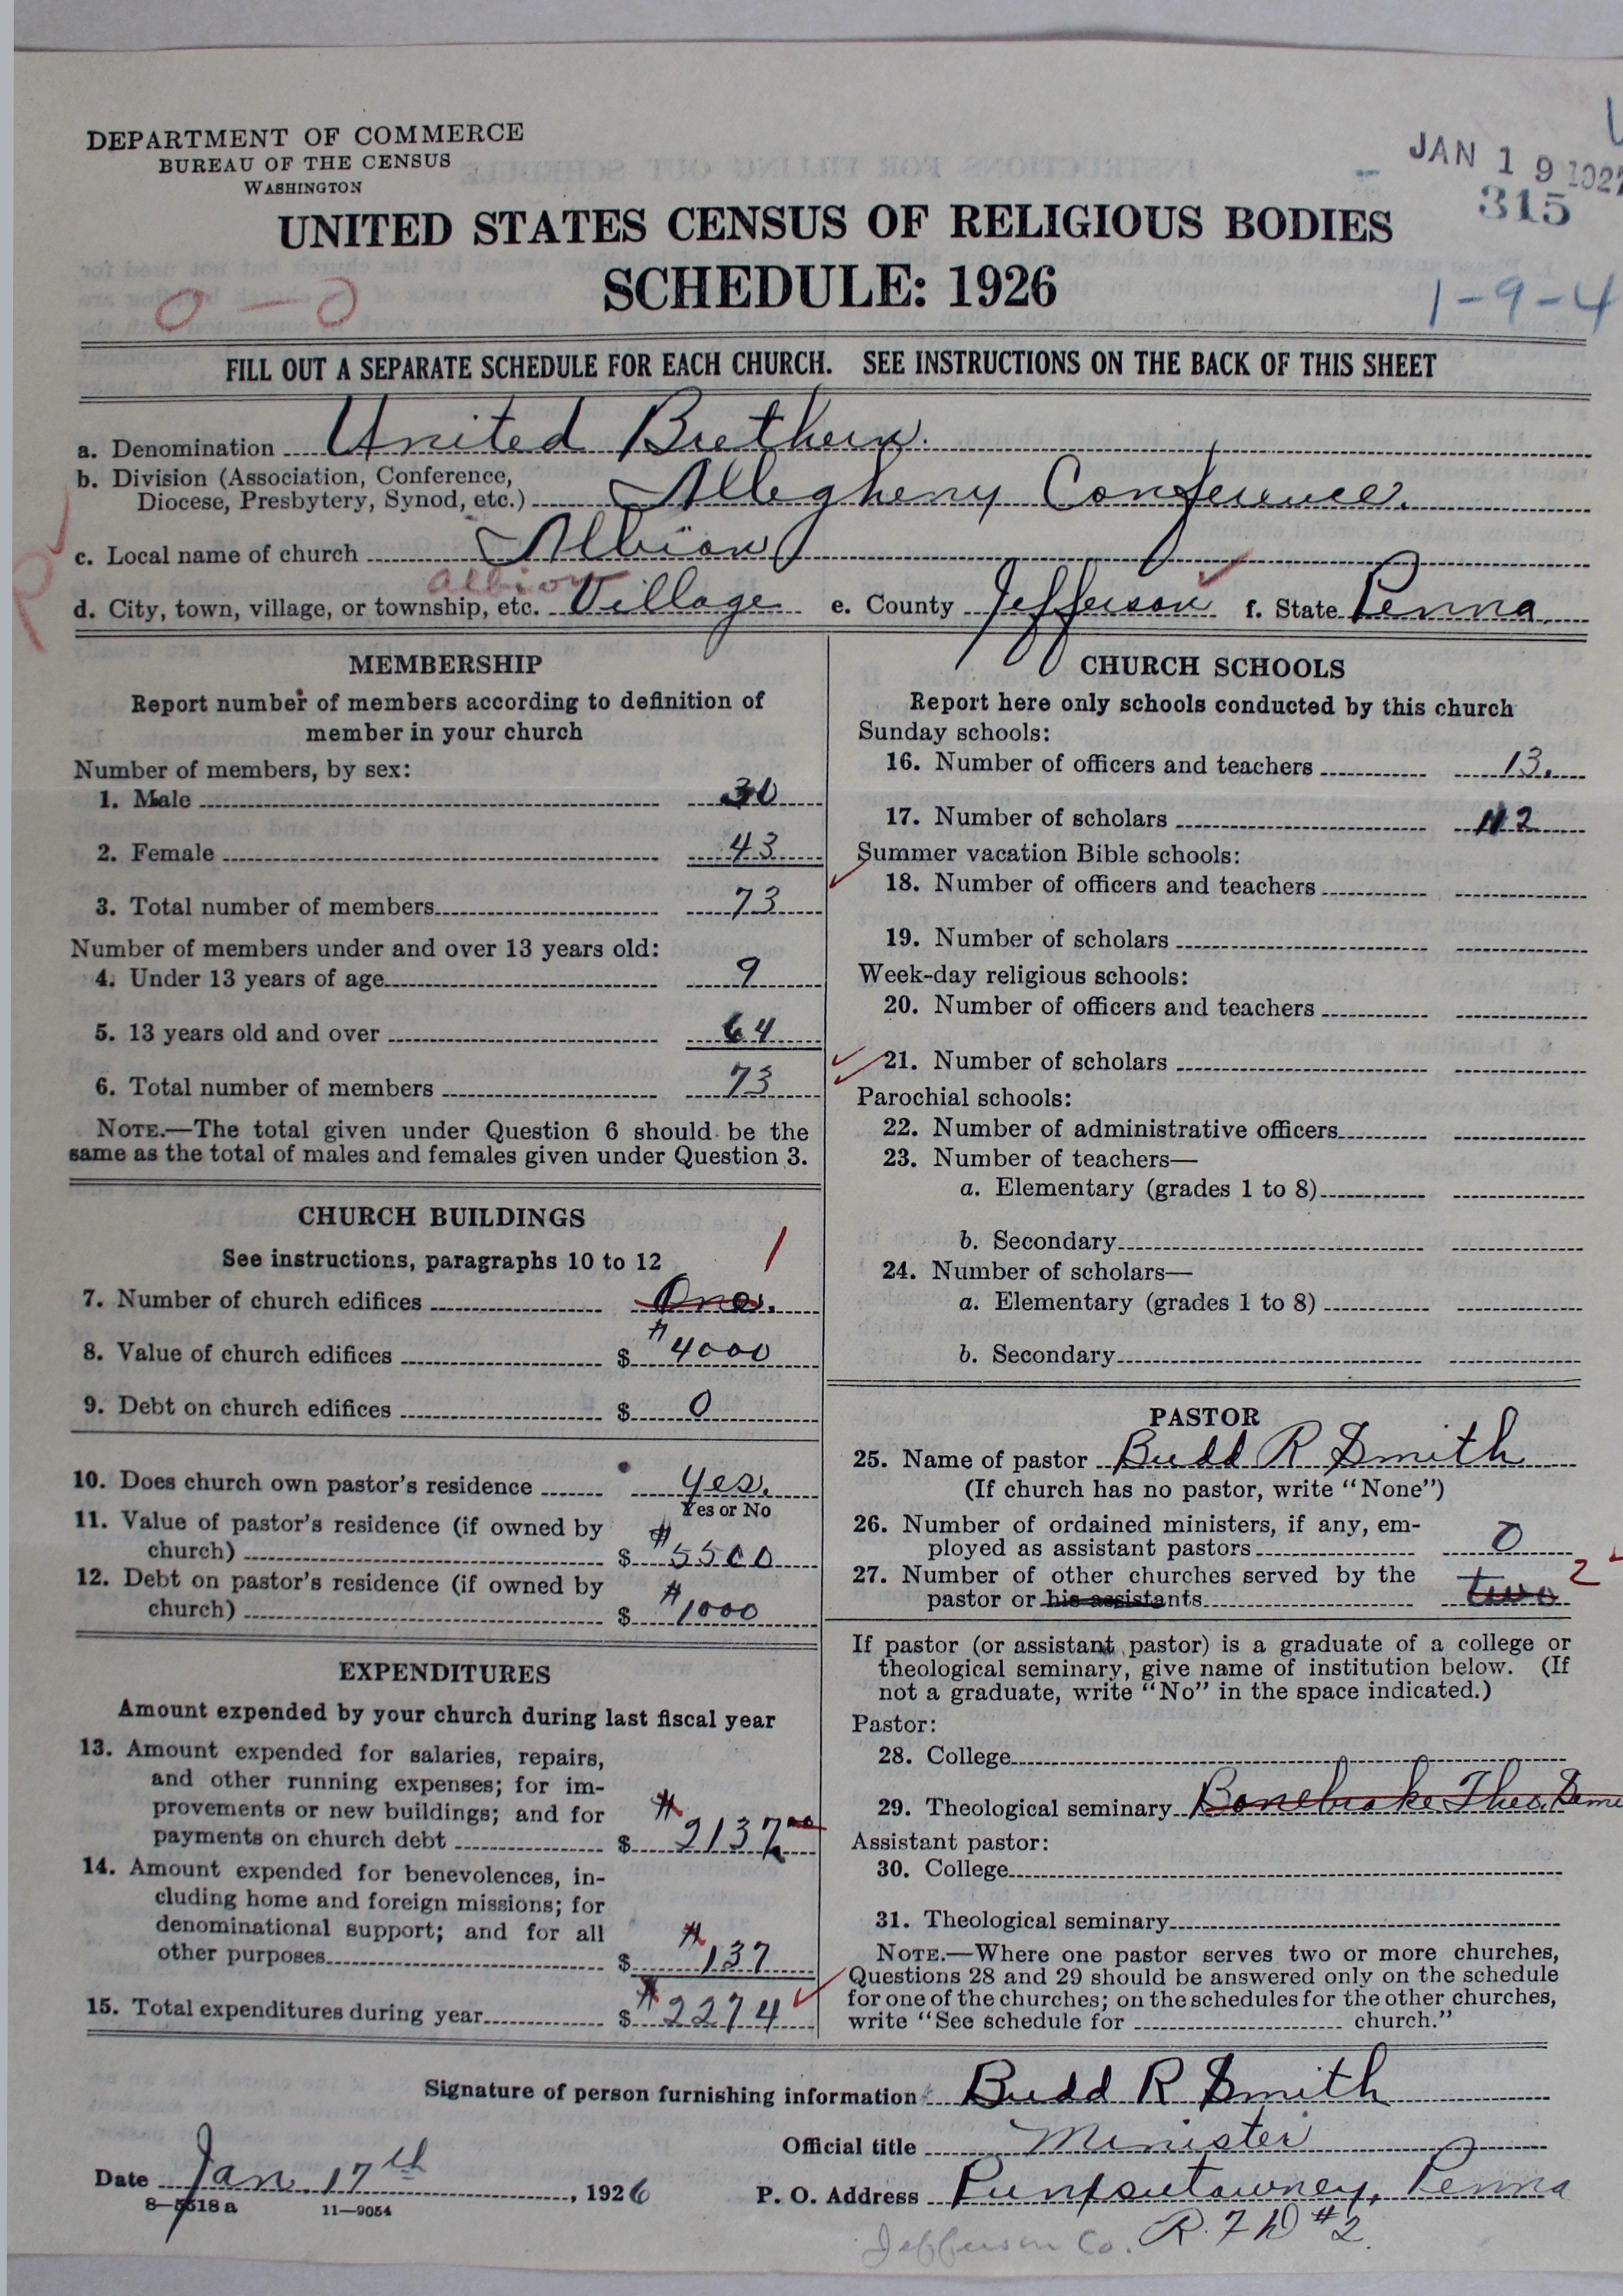 DEPARTMENT OF COMMERCE
BUREAU OF THE CENSUS
WASHINGTON
JAN 19 1927
315
UNITED STATES CENSUS OF RELIGIOUS BODIES
SCHEDULE: 1926
0 - 0
1-9-4
FILL OUT A SEPARATE SCHEDULE FOR EACH CHURCH. SEE INSTRUCTIONS ON THE BACK OF THIS SHEET
a. Denomination United Brethern.
b. Division (Association, Conference,
Diocese, Presbytery, Synod, etc.) Allegheny Conference.
c. Local name of church Albion
Albion
d. City, town, village, or township, etc. Village e. County Jefferson f. State Penna.
MEMBERSHIP
Report number of members according to definition of
member in your church
Number of members, by sex:
1. Male 30
2. Female 43
3. Total number of members 73
Number of members under and over 13 years old:
4. Under 13 years of age 9
5. 13 years old and over 64
6. Total number of members 73
NOTE.—The total given under Question 6 should be the
same as the total of males and females given under Question 3.
CHURCH BUILDINGS
See instructions, paragraphs 10 to 12
1
7. Number of church edifices One.
8. Value of church edifices $ 4000
9. Debt on church edifices $ 0
10. Does church own pastor's residence Yes.
Yes or No
11. Value of pastor's residence (if owned by
church) $ 5500
12. Debt on pastor's residence (if owned by
church) $ 1000
EXPENDITURES
Amount expended by your church during last fiscal year
13. Amount expended for salaries, repairs,
and other running expenses; for im-
provements or new buildings; and for
payments on church debt $ 2137 00
14. Amount expended for benevolences, in-
cluding home and foreign missions; for
denominational support; and for all
other purposes $ 137
15. Total expenditures during year $ 2274
CHURCH SCHOOLS
Report here only schools conducted by this church
Sunday schools:
16. Number of officers and teachers 13.
17. Number of scholars 112
Summer vacation Bible schools:
18. Number of officers and teachers
19. Number of scholars
Week-day religious schools:
20. Number of officers and teachers
21. Number of scholars
Parochial schools:
22. Number of administrative officers
23. Number of teachers—
a. Elementary (grades 1 to 8)
b. Secondary
24. Number of scholars—
a. Elementary (grades 1 to 8)
b. Secondary
PASTOR
25. Name of pastor Budd R Smith
(If church has no pastor, write "None")
26. Number of ordained ministers, if any, em-
ployed as assistant pastors 0
27. Number of other churches served by the
pastor or his assistants two 2
If pastor (or assistant pastor) is a graduate of a college or
theological seminary, give name of institution below. (If
not a graduate, write "No" in the space indicated.)
Pastor:
28. College
29. Theological seminary Bonebrake Theo. Seme
Assistant pastor:
30. College
31. Theological seminary
NOTE.—Where one pastor serves two or more churches,
Questions 28 and 29 should be answered only on the schedule
for one of the churches; on the schedules for the other churches,
write "See schedule for church."
Signature of person furnishing information Budd R Smith
Official title Minister
Date Jan. 17th, 1926
P. O. Address Punxsutawney, Penna
8—5518 a 11—9054
Jefferson Co. R. F D #2.